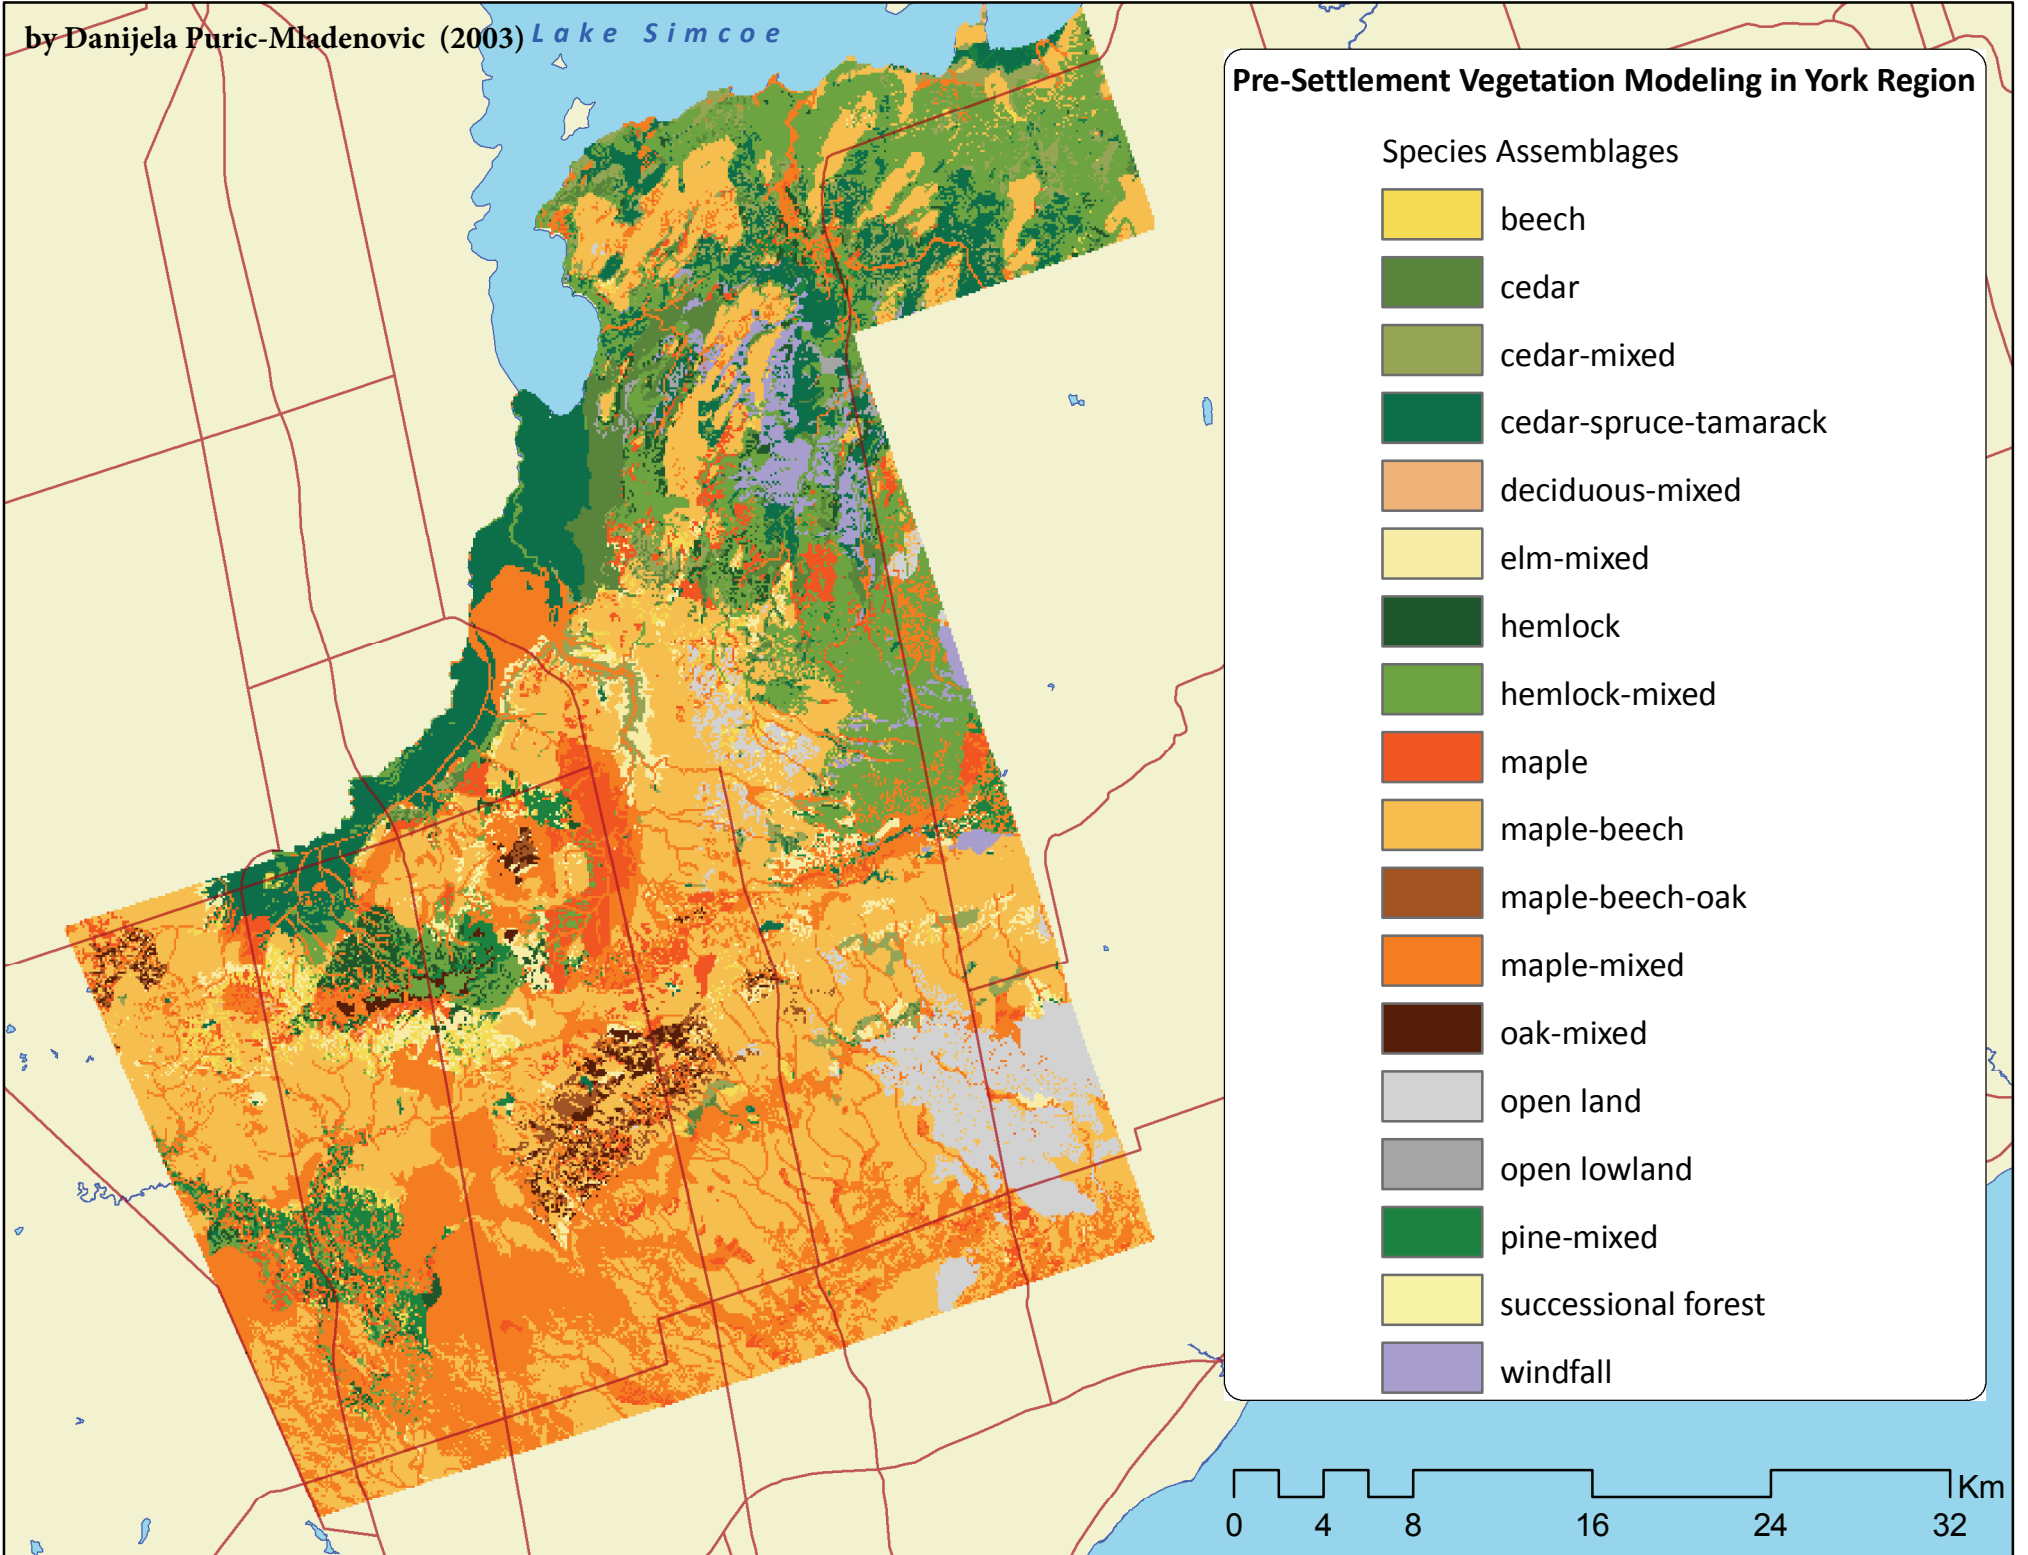 by Danijela Puric-Mladenovic (2003)
Lake Simcoe
Pre-Settlement Vegetation Modeling in York Region
Species Assemblages
beech
cedar
cedar-mixed
cedar-spruce-tamarack
deciduous-mixed
elm-mixed
hemlock
hemlock-mixed
maple
maple-beech
maple-beech-oak
maple-mixed
oak-mixed
open land
open lowland
pine-mixed
successional forest
windfall
Km
0 4 8 16 24 32